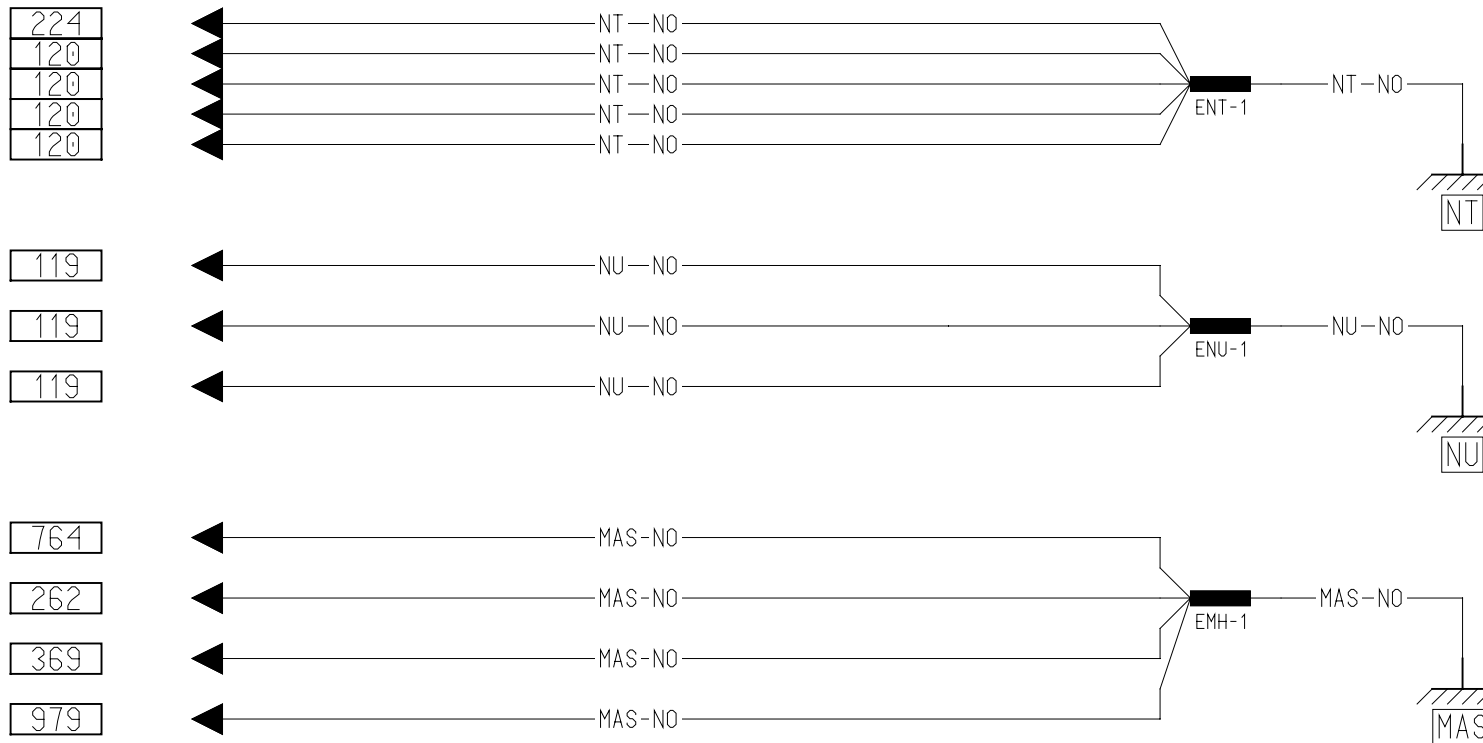 224 NT-NO
120 NT-NO
120 NT-NO NT-NO
ENT-1
120 NT-NO
120 NT-NO
NT
119 NU-NO
119 NU-NO NU-NO
ENU-1
119 NU-NO
NU
764 MAS-NO
262 MAS-NO MAS-NO
EMH-1
369 MAS-NO
979 MAS-NO
MAS